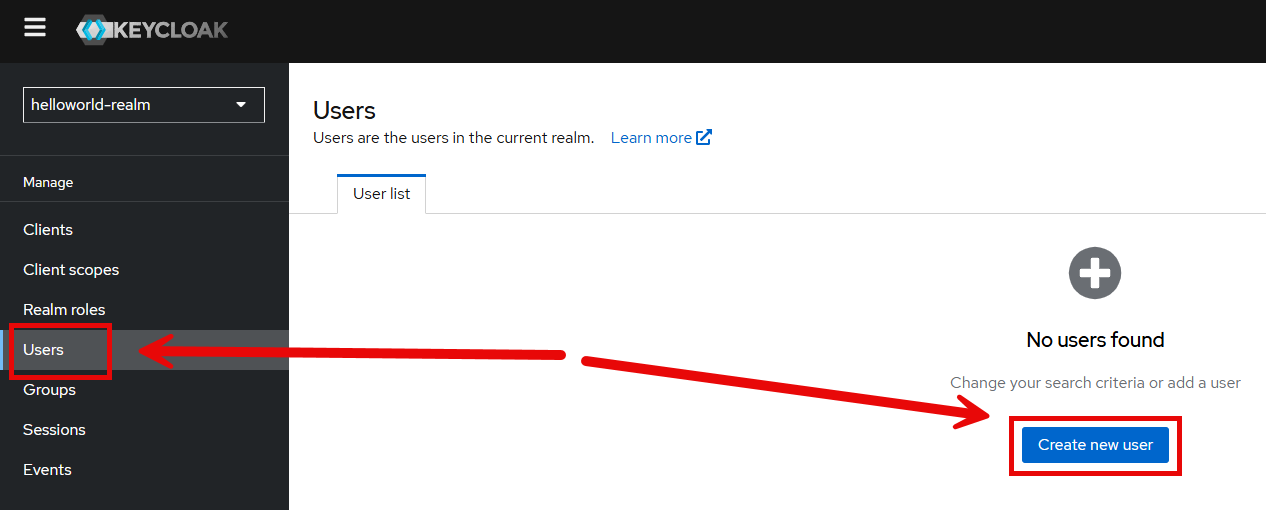 KEYCLOAK
helloworld-realm
Manage
Clients
Client scopes
Realm roles
Users
Groups
Sessions
Events
Users
Users are the users in the current realm. Learn more
User list
No users found
Change your search criteria or add a user
Create new user